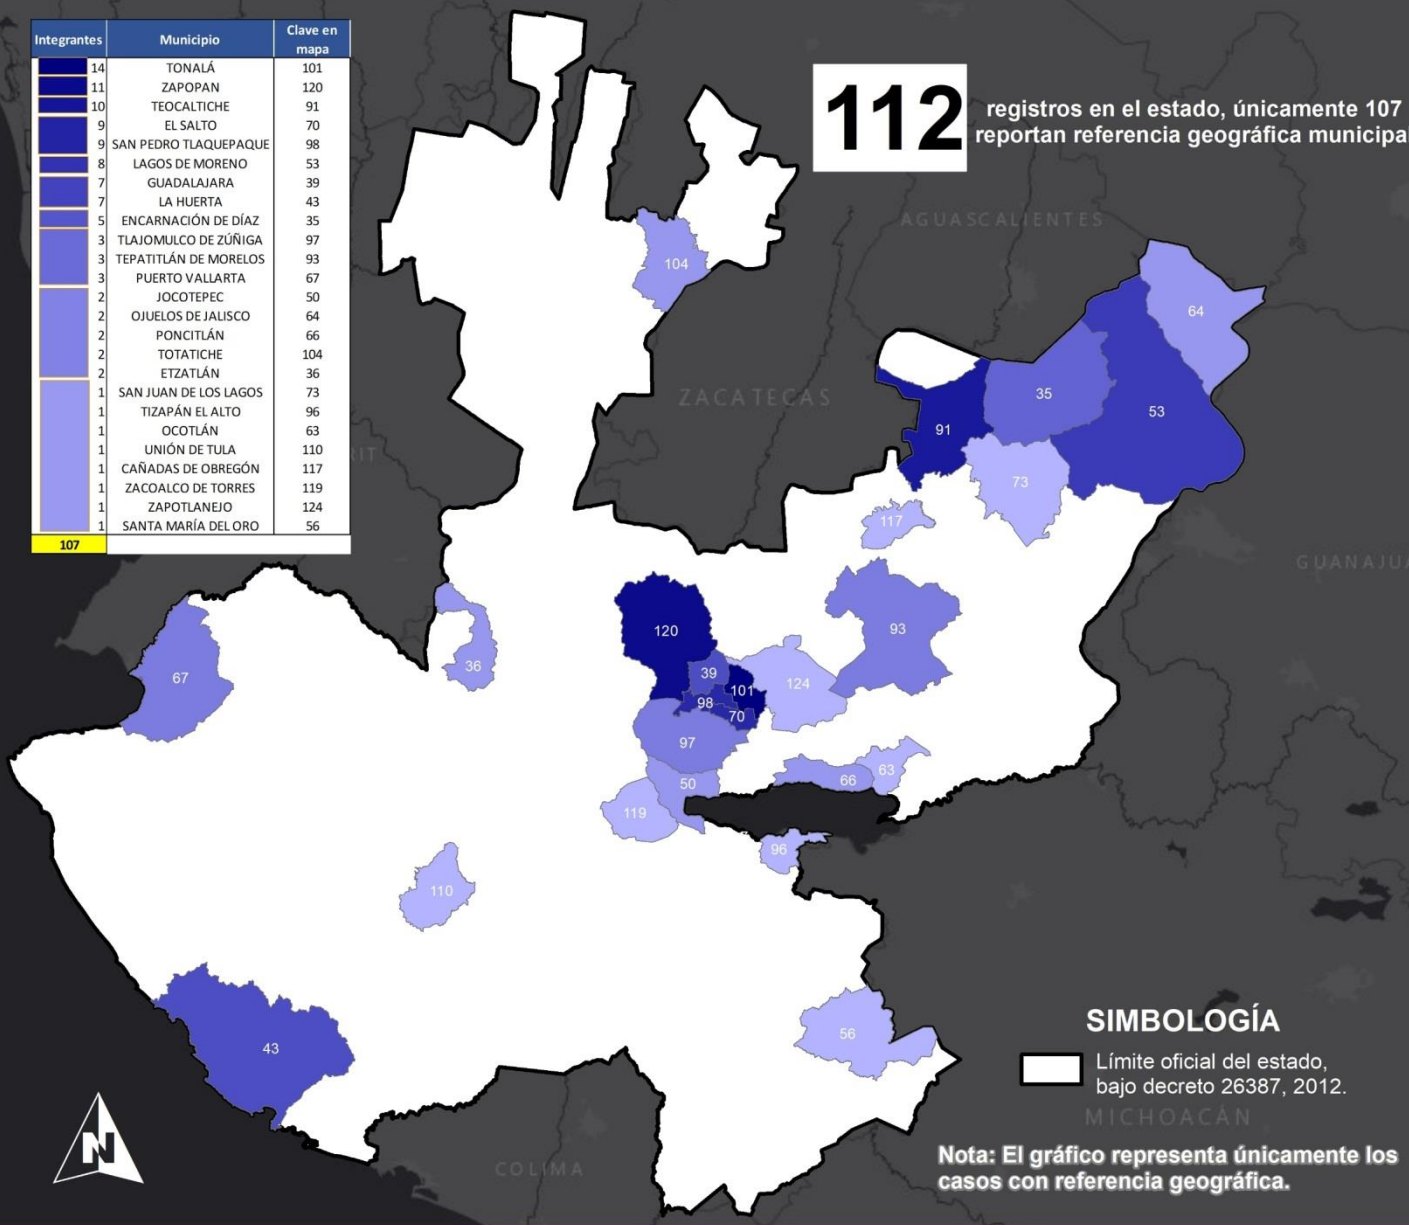 Integrantes Municipio Clave en mapa
14 TONALÁ 101
11 ZAPOPAN 120
10 TEOCALTICHE 91
9 EL SALTO 70
9 SAN PEDRO TLAQUEPAQUE 98
8 LAGOS DE MORENO 53
7 GUADALAJARA 39
7 LA HUERTA 43
5 ENCARNACIÓN DE DÍAZ 35
3 TLAJOMULCO DE ZÚÑIGA 97
3 TEPATITLÁN DE MORELOS 93
3 PUERTO VALLARTA 67
2 JOCOTEPEC 50
2 OJUELOS DE JALISCO 64
2 PONCITLÁN 66
2 TOTATICHE 104
2 ETZATLÁN 36
1 SAN JUAN DE LOS LAGOS 73
1 TIZAPÁN EL ALTO 96
1 OCOTLÁN 63
1 UNIÓN DE TULA 110
1 CAÑADAS DE OBREGÓN 117
1 ZACOALCO DE TORRES 119
1 ZAPOTLANEJO 124
1 SANTA MARÍA DEL ORO 56
107
112
registros en el estado, únicamente 107
reportan referencia geográfica municipa
AGUASCALIENTES
104
64
ZACATECAS
35
53
91
RIT
73
117
GUANAJU
120
93
36
39
67
124
101
98
70
97
63
50
66
119
96
110
56
43
SIMBOLOGÍA
Límite oficial del estado,
bajo decreto 26387, 2012.
MICHOACÁN
N
COLIMA
Nota: El gráfico representa únicamente los
casos con referencia geográfica.